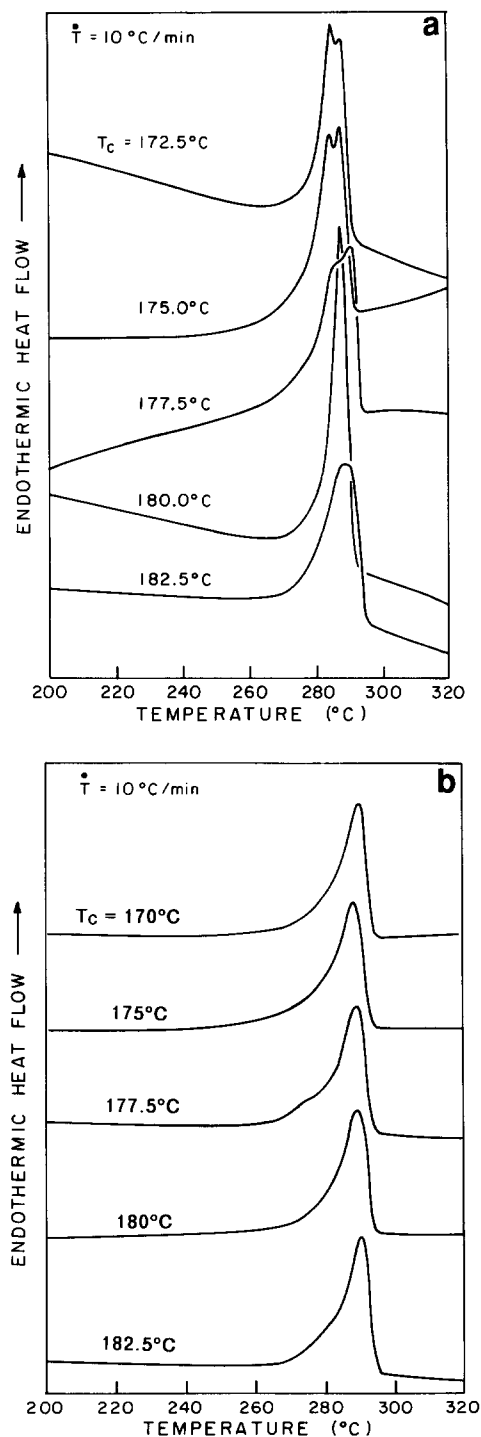 a
Ṫ = 10°C/min
Tc = 172.5°C
175.0°C
177.5°C
180.0°C
182.5°C
ENDOTHERMIC HEAT FLOW
200 220 240 260 280 300 320
TEMPERATURE (°C)
b
Ṫ = 10°C/min
Tc = 170°C
175°C
177.5°C
180°C
182.5°C
ENDOTHERMIC HEAT FLOW
200 220 240 260 280 300 320
TEMPERATURE (°C)